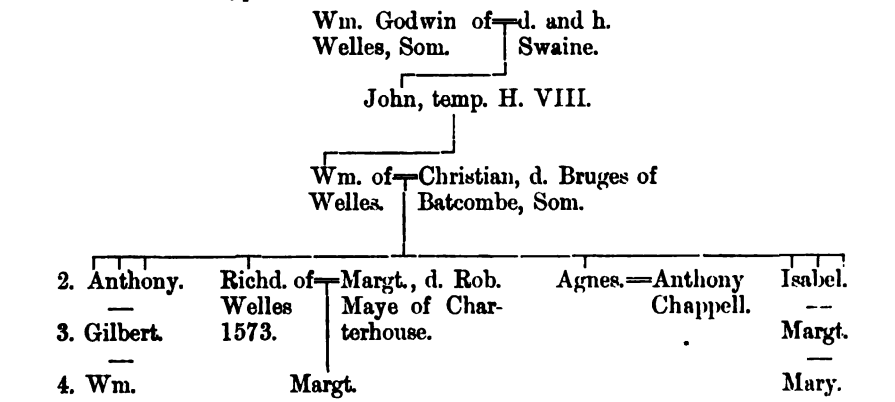 Wm. Godwin of=d. and h.
Welles, Som. Swaine.
John, temp. H. VIII.
Wm. of=Christian, d. Bruges of
Welles. Batcombe, Som.
2. Anthony. Richd. of=Margt., d. Rob. Agnes.=Anthony Isabel.
Welles Maye of Char- Chappell.
3. Gilbert. 1573. terhouse. Margt.
4. Wm. Margt. Mary.